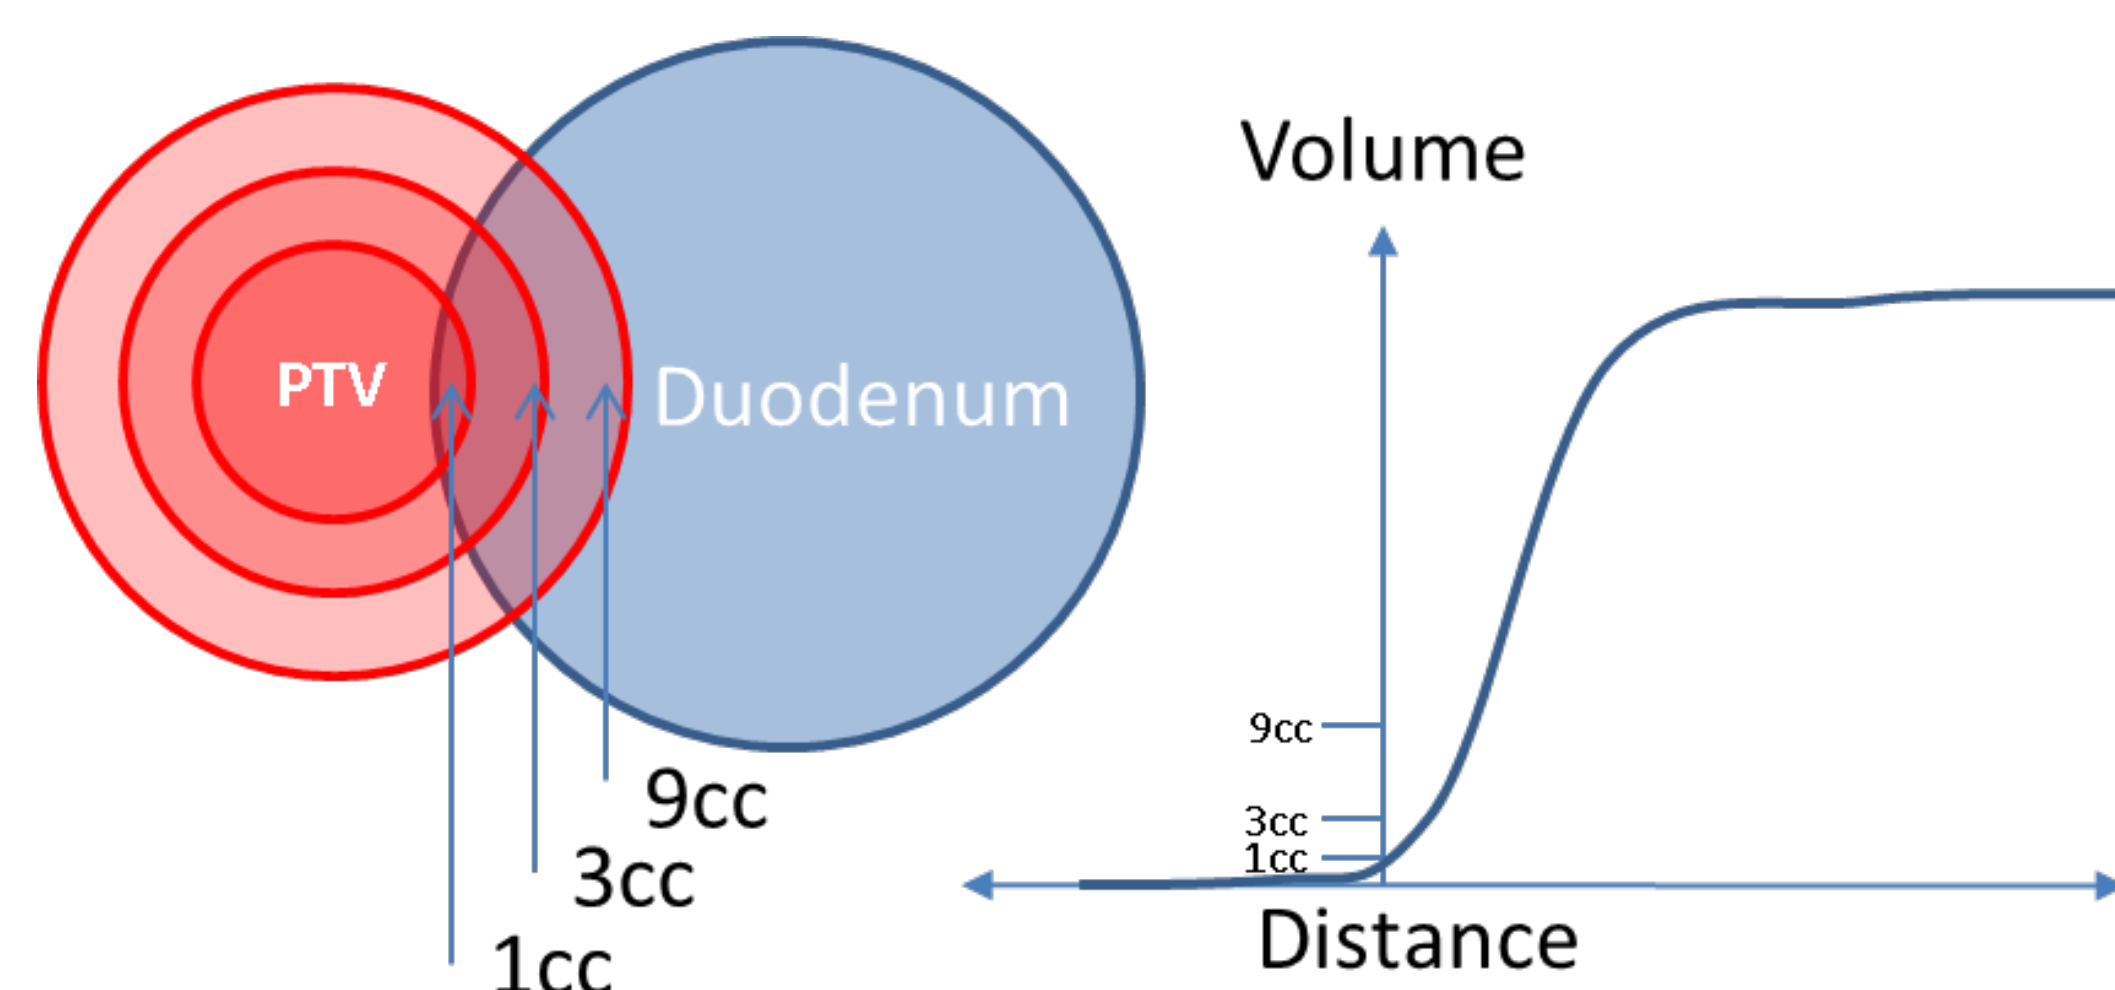 PTV
Duodenum
9cc
3cc
1cc
Volume
9cc
3cc
1cc
Distance